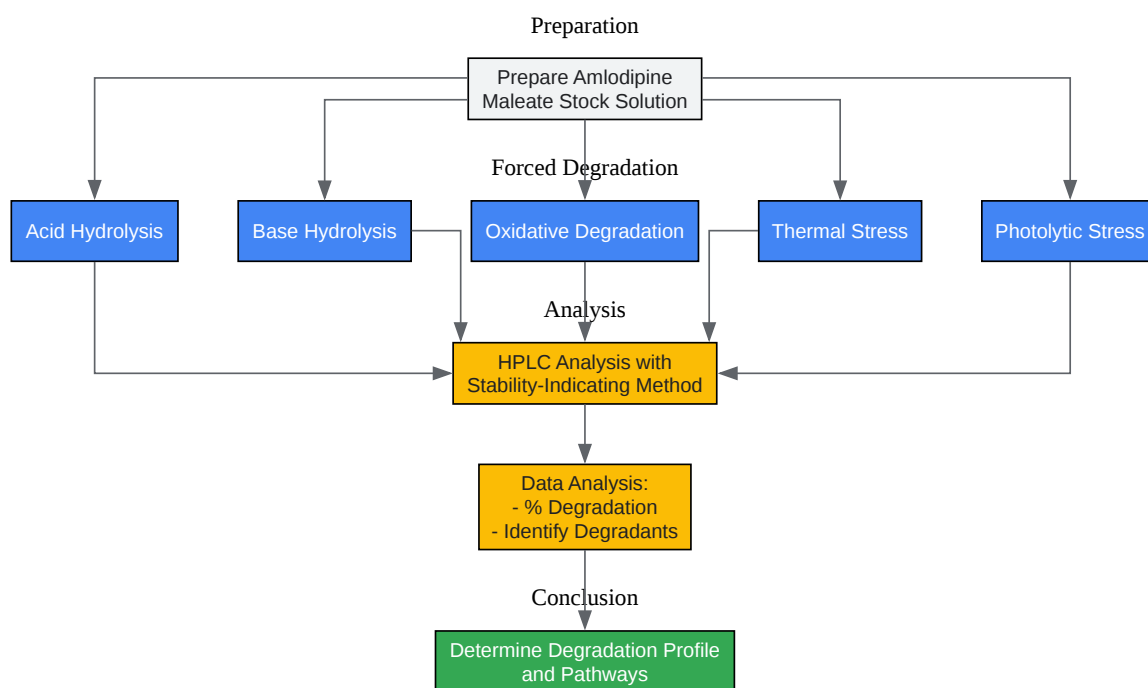 Preparation
Prepare Amlodipine
Maleate Stock Solution
Forced Degradation
Acid Hydrolysis
Base Hydrolysis
Oxidative Degradation
Thermal Stress
Photolytic Stress
Analysis
HPLC Analysis with
Stability-Indicating Method
Data Analysis:
- % Degradation
- Identify Degradants
Conclusion
Determine Degradation Profile
and Pathways